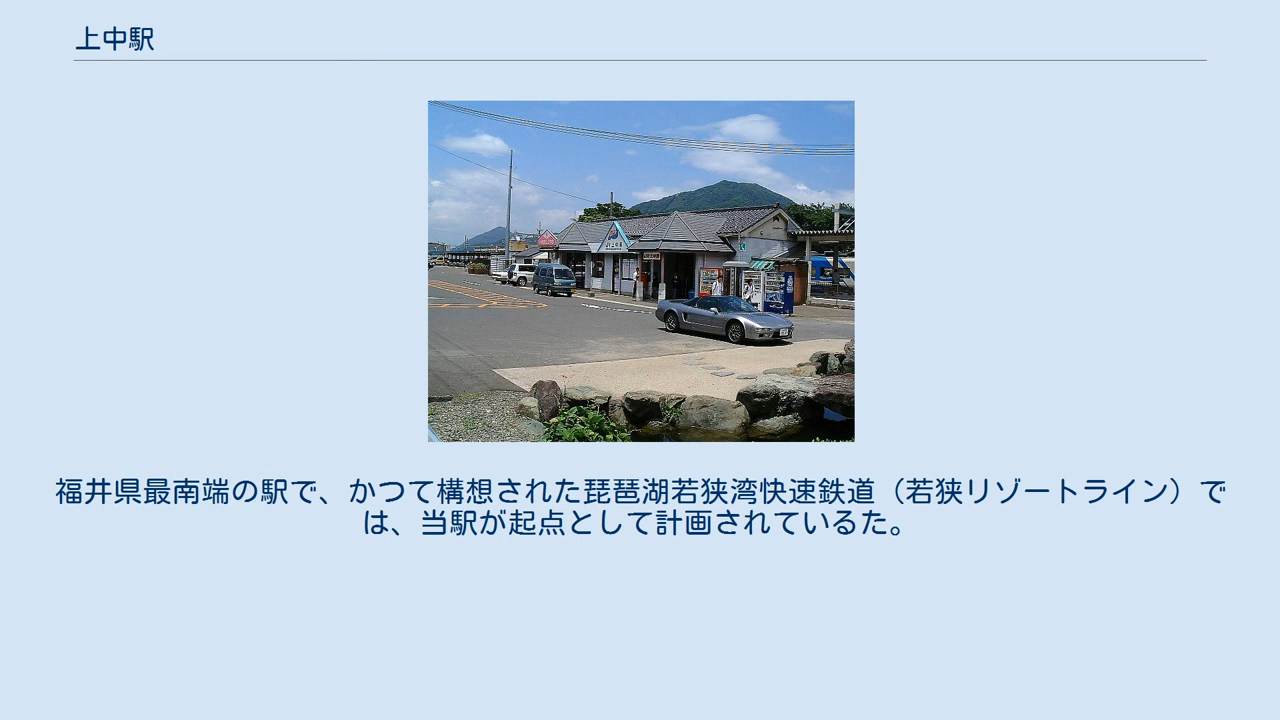 上中駅
福井県最南端の駅で、かつて構想された琵琶湖若狭湾快速鉄道（若狭リゾートライン）で
は、当駅が起点として計画されているた。